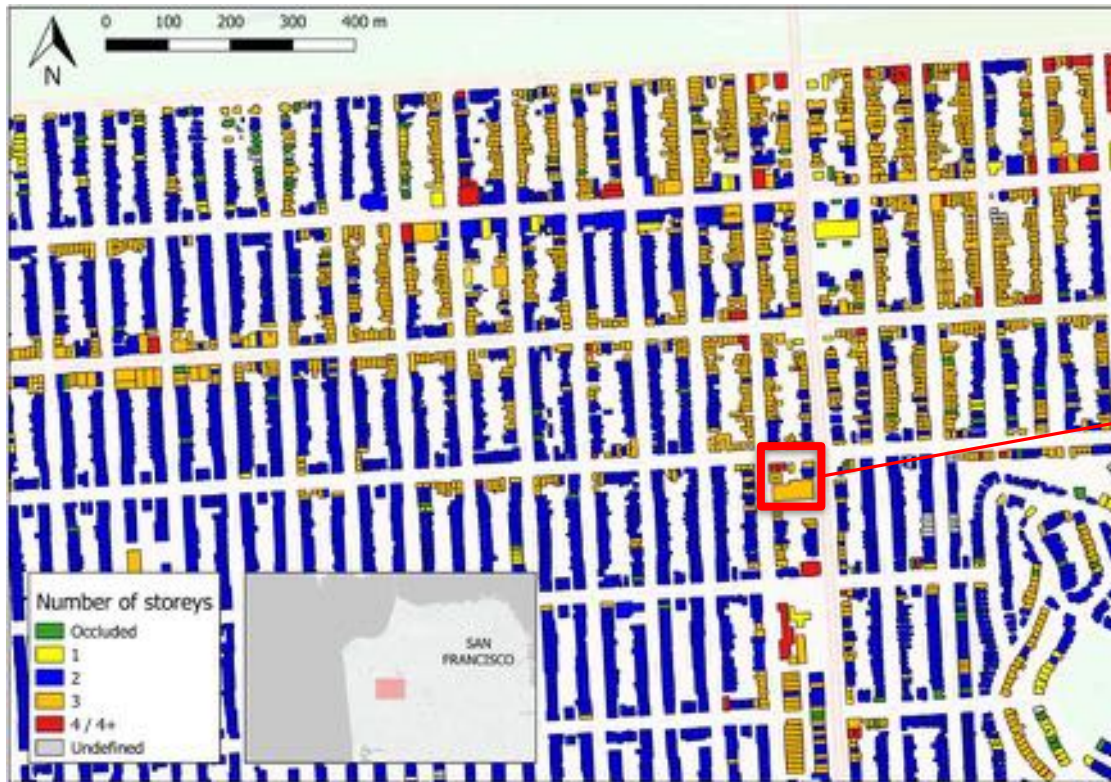 0 100 200 300 400 m
N
Number of storeys
Occluded
1
2
3
4 / 4+
Undefined
SAN
FRANCISCO